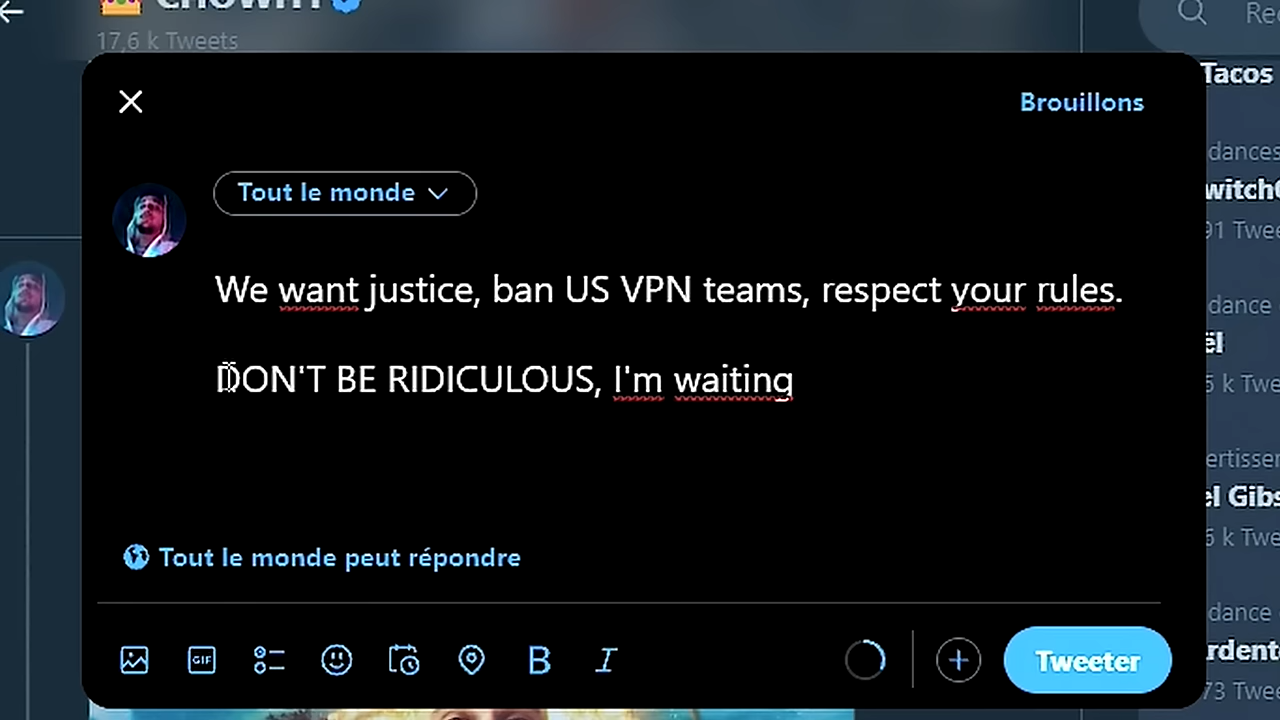 17,6 k Tweets
Tacos
Brouillons
Tout le monde
We want justice, ban US VPN teams, respect your rules.
DON'T BE RIDICULOUS, I'm waiting
Tout le monde peut répondre
GIF
B
I
Tweeter